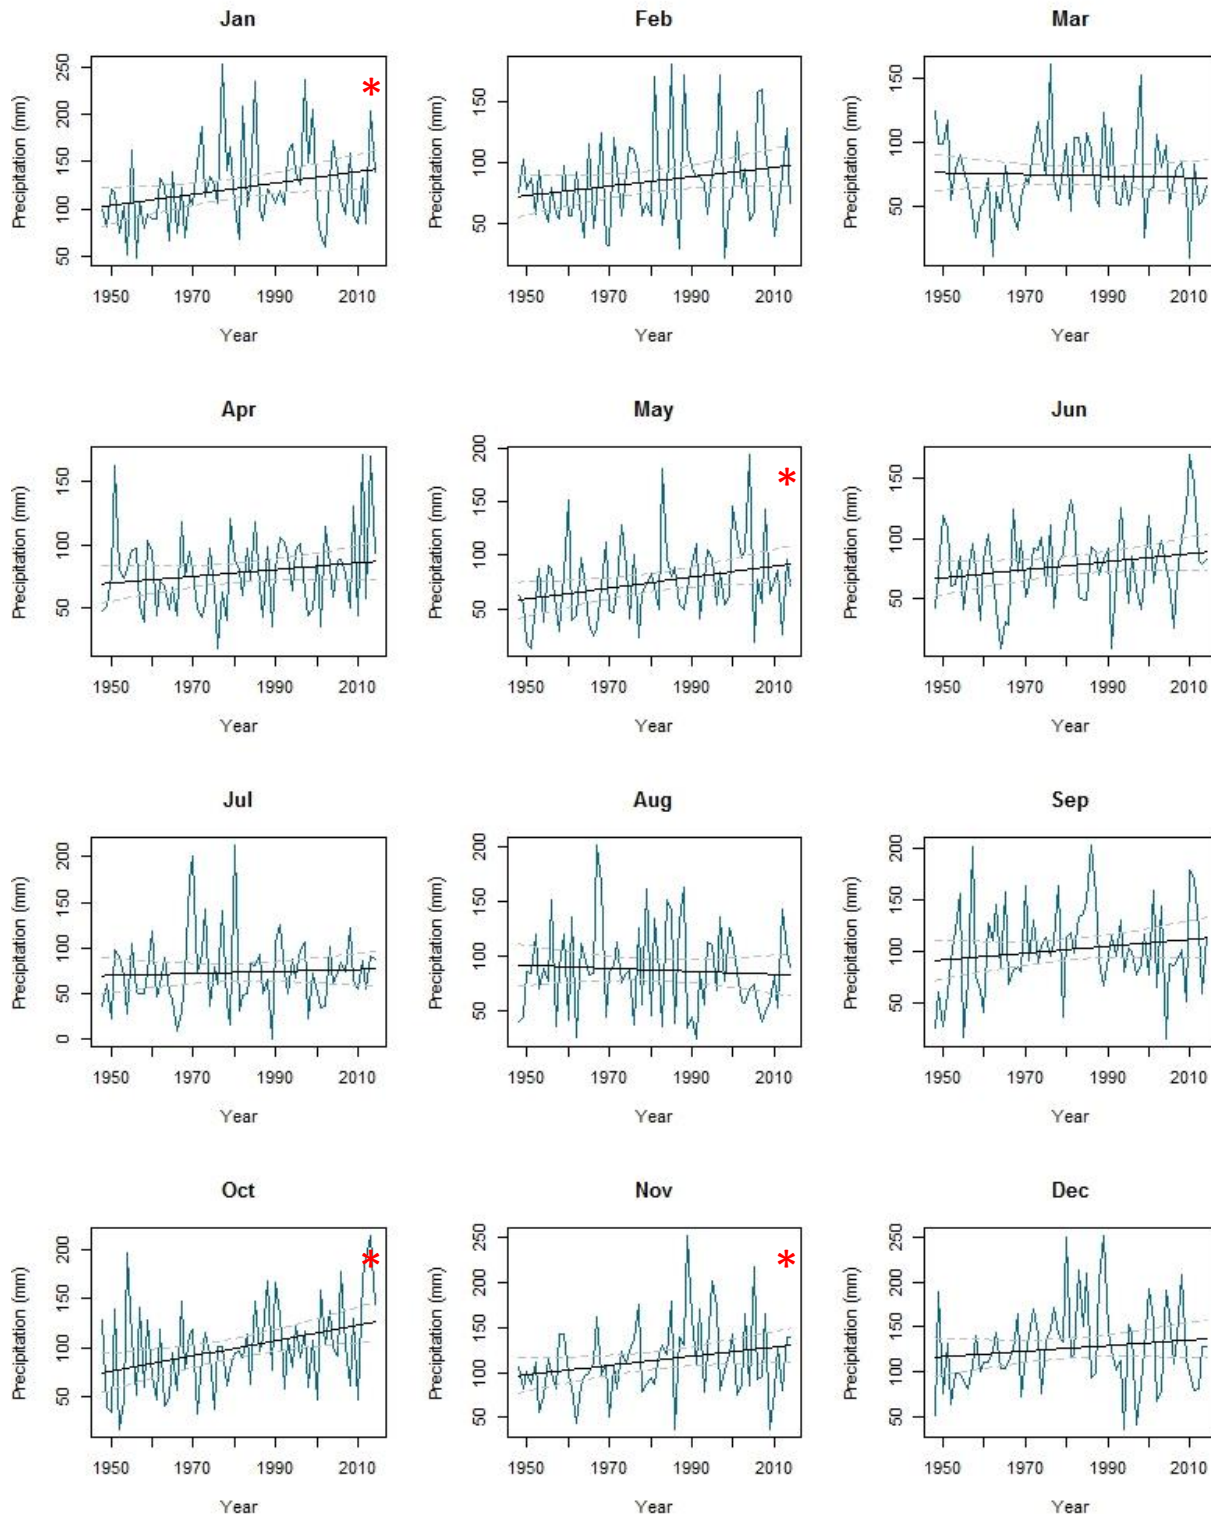 Jan Feb Mar
Precipitation (mm) 50 100 150 200 250
Precipitation (mm) 50 100 150
Precipitation (mm) 50 100 150
1950 1970 1990 2010 1950 1970 1990 2010 1950 1970 1990 2010
Year Year Year
Apr May Jun
Precipitation (mm) 50 100 150
Precipitation (mm) 50 100 150 200
Precipitation (mm) 50 100 150
1950 1970 1990 2010 1950 1970 1990 2010 1950 1970 1990 2010
Year Year Year
Jul Aug Sep
Precipitation (mm) 0 50 100 150 200
Precipitation (mm) 50 100 150 200
Precipitation (mm) 50 100 150 200
1950 1970 1990 2010 1950 1970 1990 2010 1950 1970 1990 2010
Year Year Year
Oct Nov Dec
Precipitation (mm) 50 100 150 200
Precipitation (mm) 50 100 150 200 250
Precipitation (mm) 50 100 150 200 250
1950 1970 1990 2010 1950 1970 1990 2010 1950 1970 1990 2010
Year Year Year